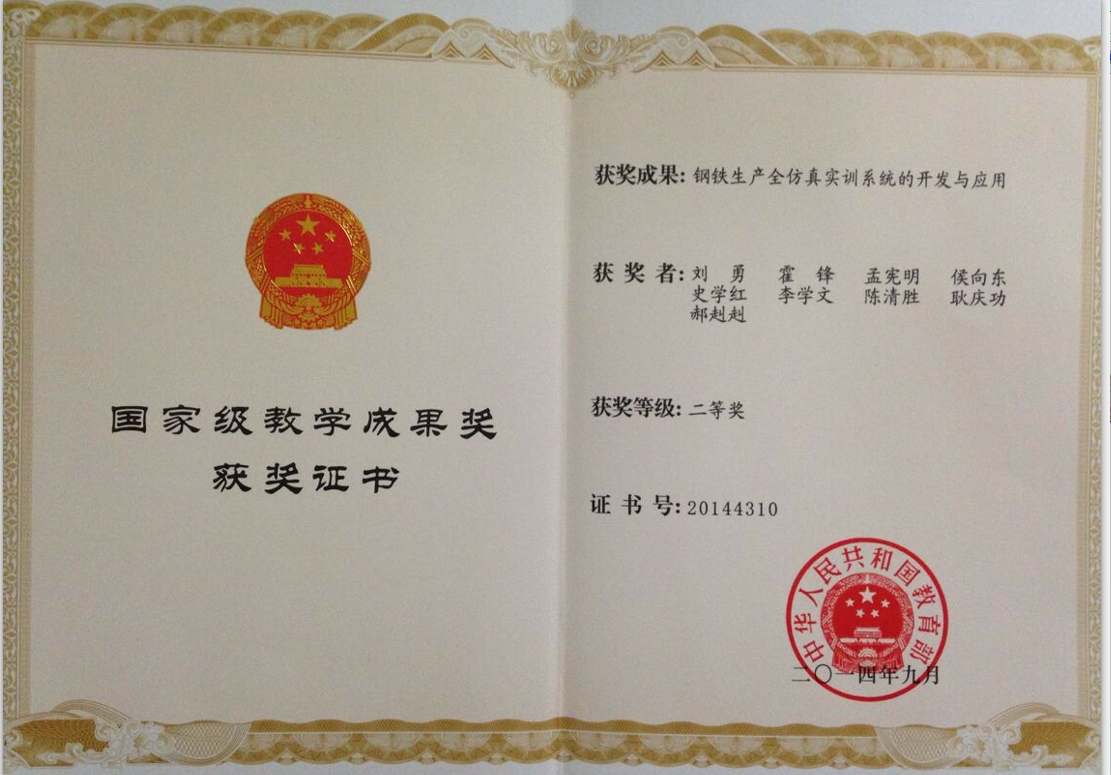 国家级教学成果奖
获奖证书
获奖成果:钢铁生产全仿真实训系统的开发与应用
获奖者:刘勇 霍锋 孟宪明 侯向东
史学红 李学文 陈清胜 耿庆功
郝赳赳
获奖等级:二等奖
证书号:20144310
中华人民共和国教育部
二〇一四年九月